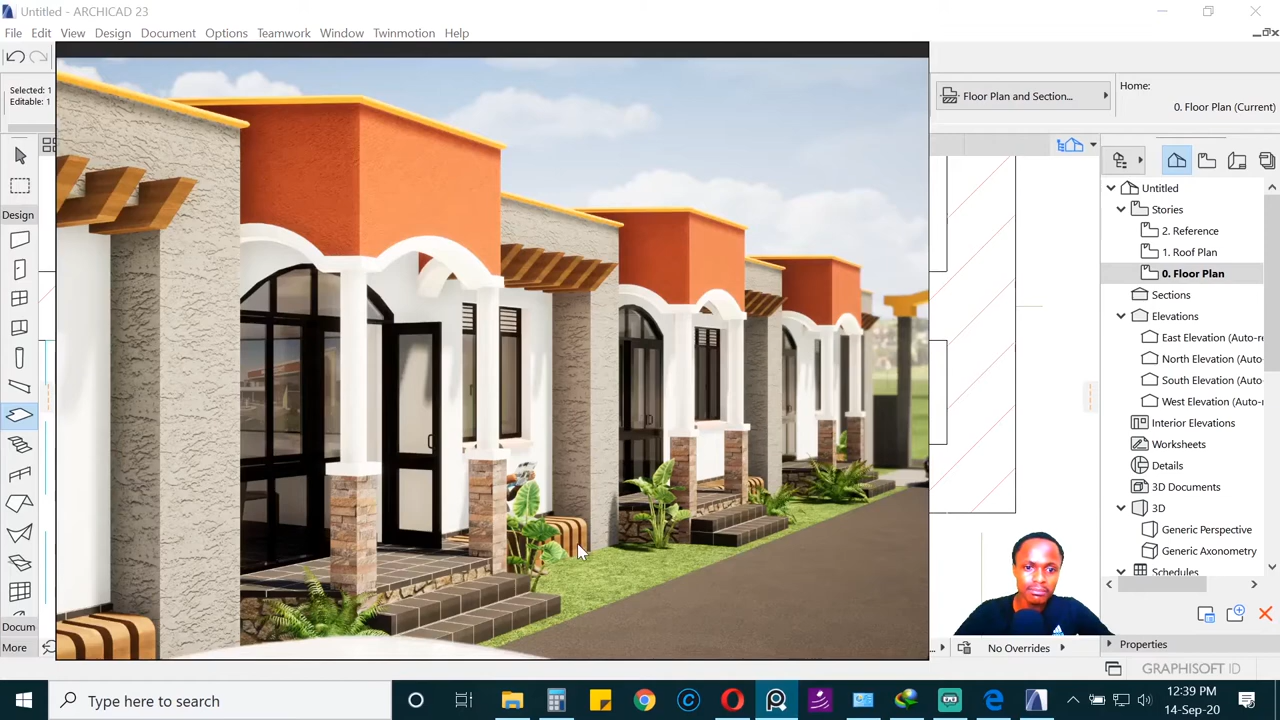 Untitled - ARCHICAD 23
File Edit View Design Document Options Teamwork Window Twinmotion Help
Selected: 1
Editable: 1
Floor Plan and Section...
Home:
0. Floor Plan (Current)
Design
Untitled
Stories
2. Reference
1. Roof Plan
0. Floor Plan
Sections
Elevations
East Elevation (Auto-r
North Elevation (Auto-
South Elevation (Auto-
West Elevation (Auto-r
Interior Elevations
Worksheets
Details
3D Documents
3D
Generic Perspective
Generic Axonometry
Schedules
Docum
More
No Overrides
Properties
GRAPHISOFT ID
Type here to search
12:39 PM
14-Sep-20